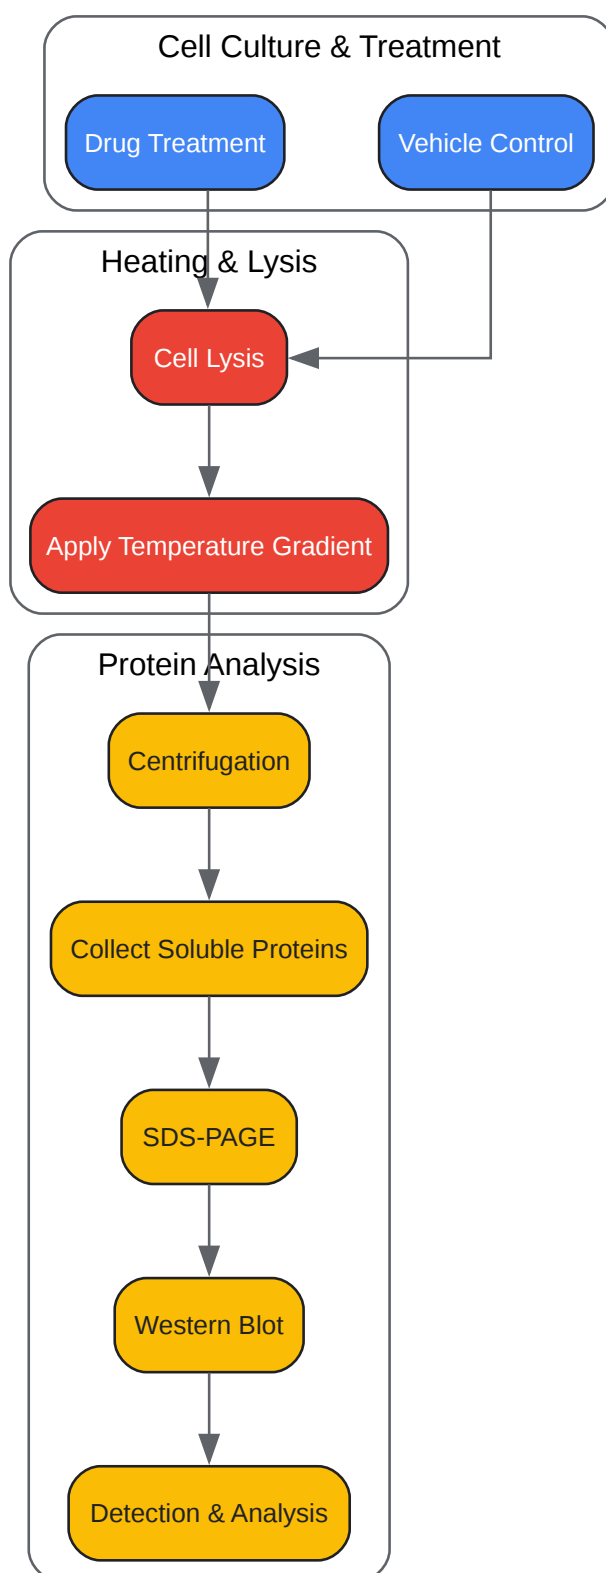 Cell Culture & Treatment
Drug Treatment
Vehicle Control
Heating & Lysis
Cell Lysis
Apply Temperature Gradient
Protein Analysis
Centrifugation
Collect Soluble Proteins
SDS-PAGE
Western Blot
Detection & Analysis